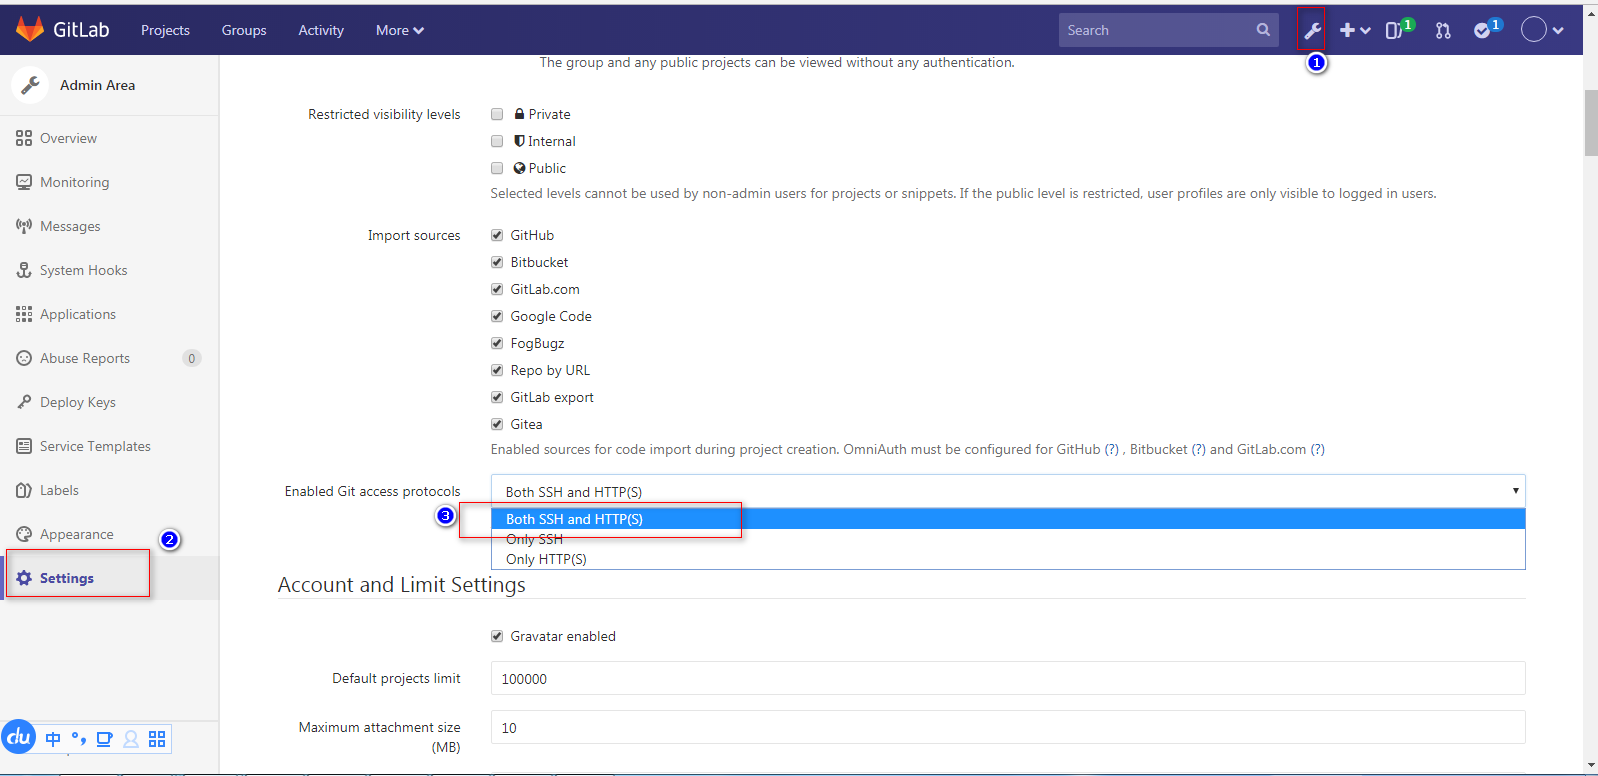 GitLab Projects Groups Activity More Search 1 1
1
Admin Area
The group and any public projects can be viewed without any authentication.
Overview
Monitoring
Messages
System Hooks
Applications
Abuse Reports 0
Deploy Keys
Service Templates
Labels
Appearance
2
Settings
Restricted visibility levels
Private
Internal
Public
Selected levels cannot be used by non-admin users for projects or snippets. If the public level is restricted, user profiles are only visible to logged in users.
Import sources
GitHub
Bitbucket
GitLab.com
Google Code
FogBugz
Repo by URL
GitLab export
Gitea
Enabled sources for code import during project creation. OmniAuth must be configured for GitHub (?) , Bitbucket (?) and GitLab.com (?)
Enabled Git access protocols
Both SSH and HTTP(S)
3
Both SSH and HTTP(S)
Only SSH
Only HTTP(S)
Account and Limit Settings
Gravatar enabled
Default projects limit
100000
Maximum attachment size
(MB)
10
du 中 °,